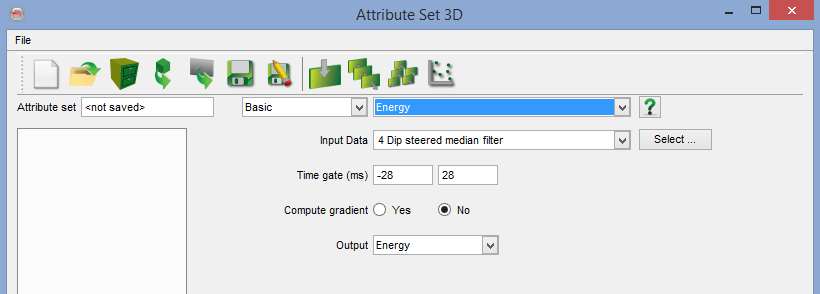 Attribute Set 3D
File
Attribute set <not saved> Basic Energy ?
Input Data 4 Dip steered median filter Select ...
Time gate (ms) -28 28
Compute gradient Yes No
Output Energy